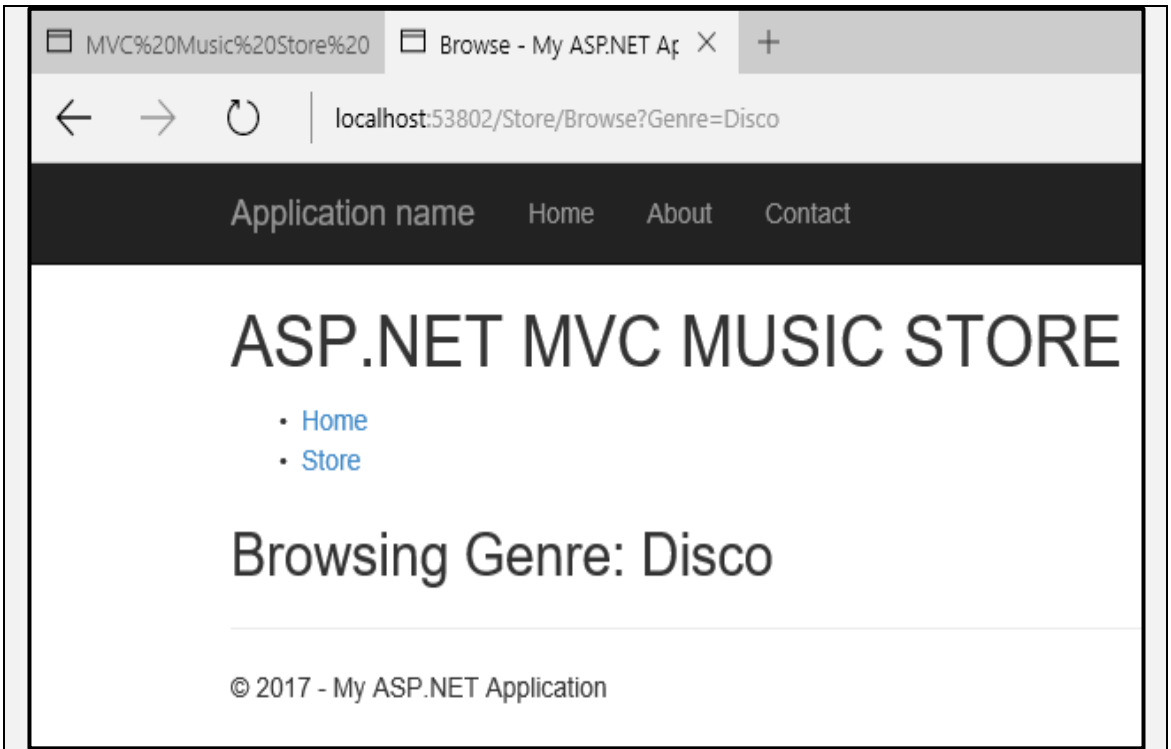 MVC%20Music%20Store%20 Browse - My ASP.NET Ap
localhost:53802/Store/Browse?Genre=Disco
Application name Home About Contact
ASP.NET MVC MUSIC STORE
• Home
• Store
Browsing Genre: Disco
© 2017 - My ASP.NET Application